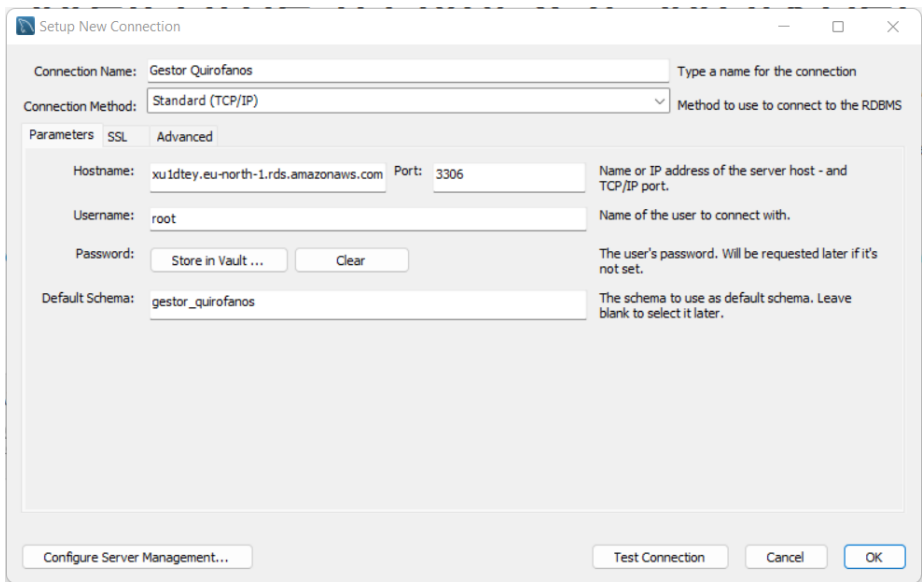 Setup New Connection
Connection Name: Gestor Quirofanos Type a name for the connection
Connection Method: Standard (TCP/IP) Method to use to connect to the RDBMS
Parameters SSL Advanced
Hostname: xu1dtey.eu-north-1.rds.amazonaws.com Port: 3306 Name or IP address of the server host - and
TCP/IP port.
Username: root Name of the user to connect with.
Password: Store in Vault ... Clear The user's password. Will be requested later if it's
not set.
Default Schema: gestor_quirofanos The schema to use as default schema. Leave
blank to select it later.
Configure Server Management... Test Connection Cancel OK